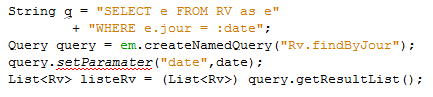 String q = "SELECT e FROM RV as e"
+ "WHERE e.jour = :date";
Query query = em.createNamedQuery("Rv.findByJour");
query.setParamater("date",date);
List<Rv> listeRv = (List<Rv>) query.getResultList();